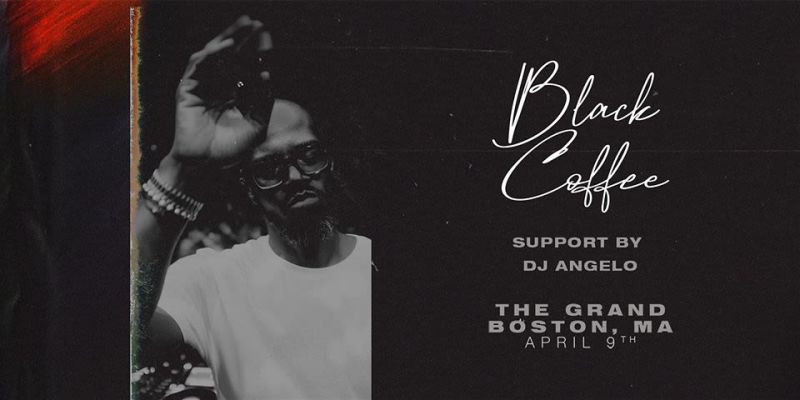 Black
Coffee
SUPPORT BY
DJ ANGELO
THE GRAND
BOSTON, MA
APRIL 9TH